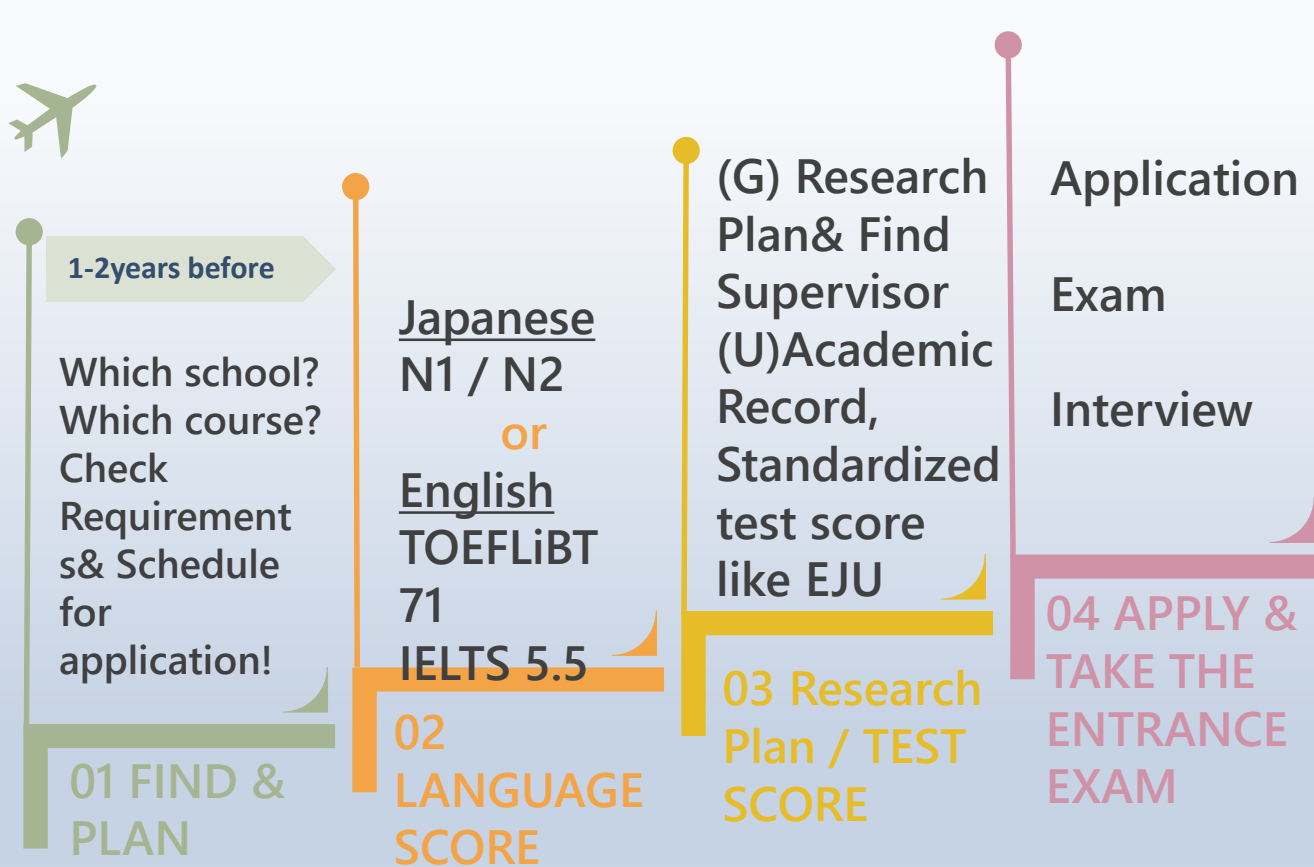 1-2years before
Which school?
Which course?
Check
Requirement
s& Schedule
for
application!
01 FIND &
PLAN
Japanese
N1 / N2
or
English
TOEFLiBT
71
IELTS 5.5
02
LANGUAGE
SCORE
(G) Research
Plan& Find
Supervisor
(U)Academic
Record,
Standardized
test score
like EJU
03 Research
Plan / TEST
SCORE
Application
Exam
Interview
04 APPLY &
TAKE THE
ENTRANCE
EXAM